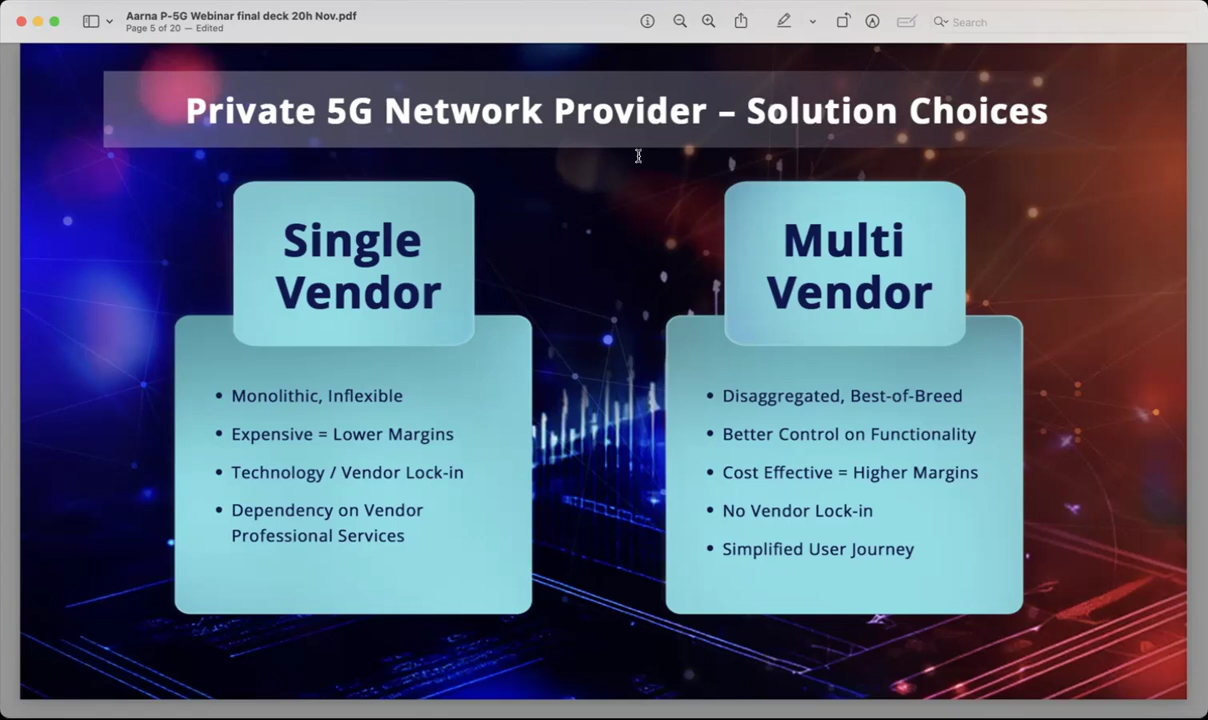 Aarna P-5G Webinar final deck 20h Nov.pdf
Page 5 of 20 — Edited
Search
Private 5G Network Provider – Solution Choices
Single
Vendor
• Monolithic, Inflexible
• Expensive = Lower Margins
• Technology / Vendor Lock-in
• Dependency on Vendor
Professional Services
Multi
Vendor
• Disaggregated, Best-of-Breed
• Better Control on Functionality
• Cost Effective = Higher Margins
• No Vendor Lock-in
• Simplified User Journey